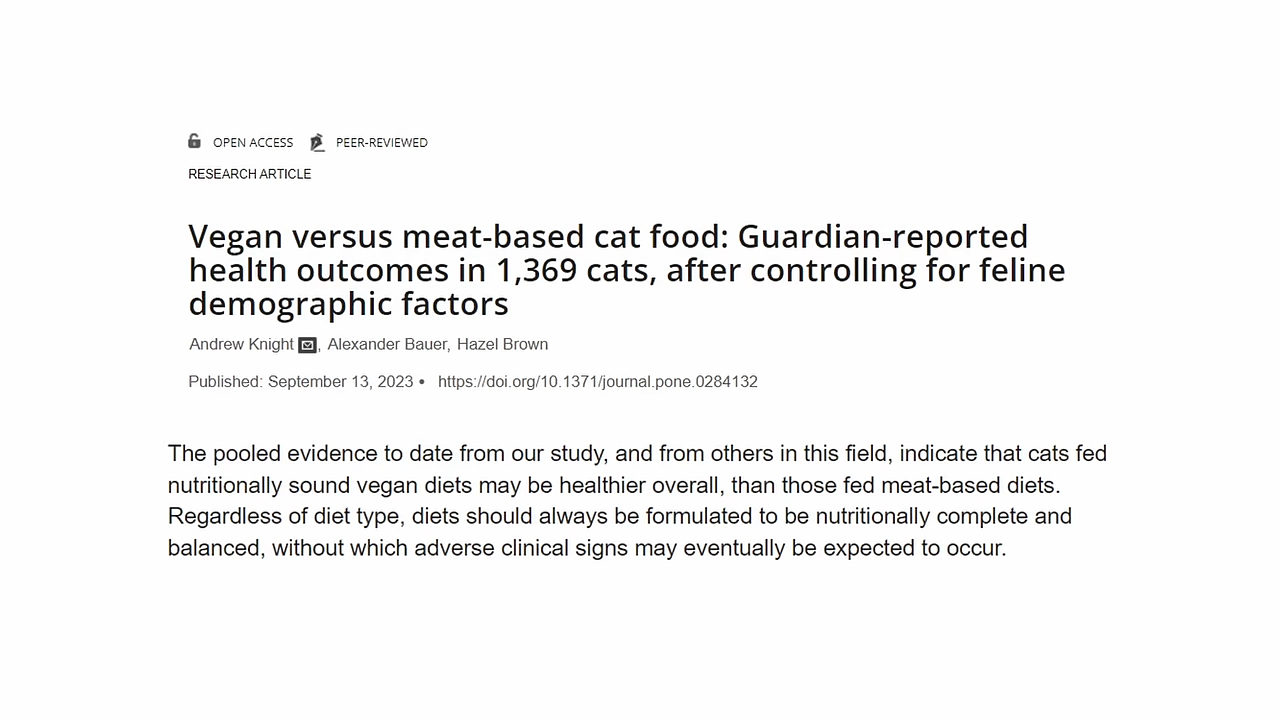 OPEN ACCESS PEER-REVIEWED
RESEARCH ARTICLE
Vegan versus meat-based cat food: Guardian-reported
health outcomes in 1,369 cats, after controlling for feline
demographic factors
Andrew Knight, Alexander Bauer, Hazel Brown
Published: September 13, 2023 • https://doi.org/10.1371/journal.pone.0284132
The pooled evidence to date from our study, and from others in this field, indicate that cats fed
nutritionally sound vegan diets may be healthier overall, than those fed meat-based diets.
Regardless of diet type, diets should always be formulated to be nutritionally complete and
balanced, without which adverse clinical signs may eventually be expected to occur.